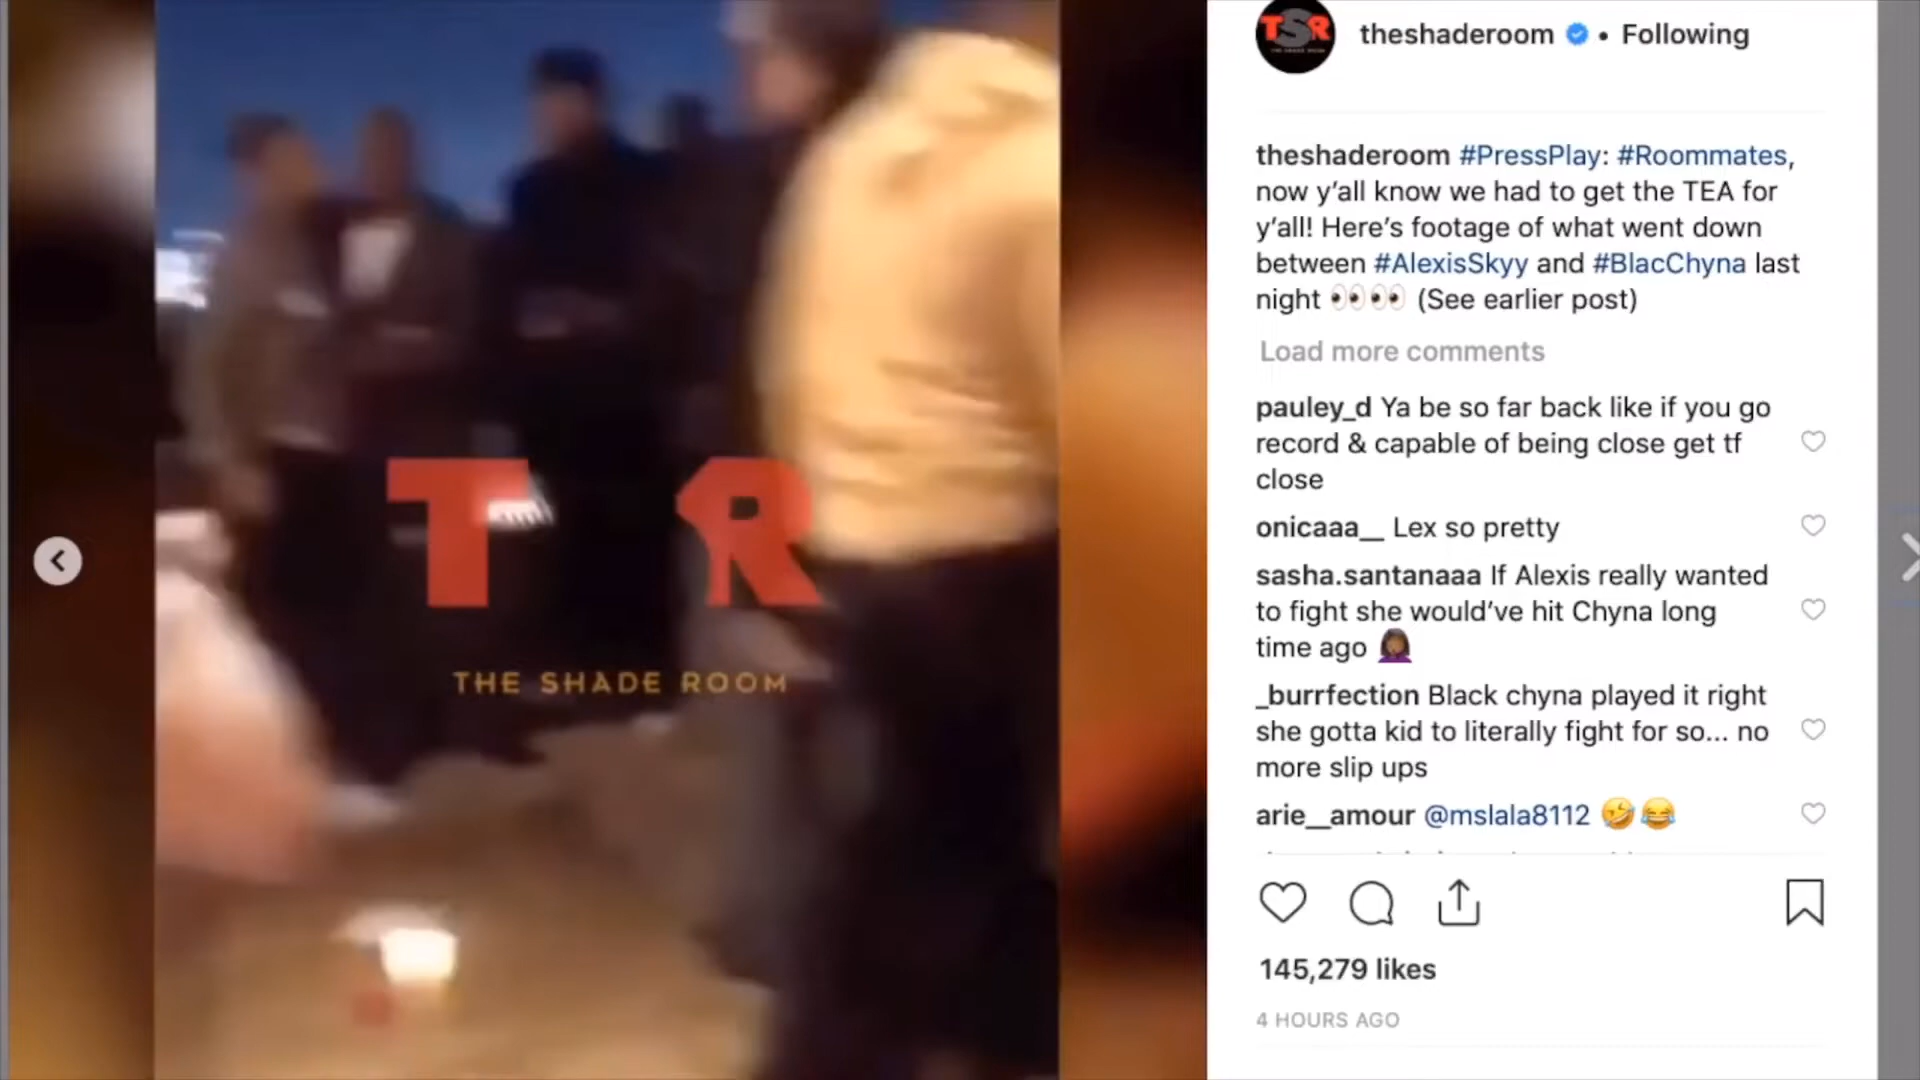 TSR
THE SHADE ROOM
theshaderoom • Following
theshaderoom #PressPlay: #Roommates,
now y'all know we had to get the TEA for
y'all! Here's footage of what went down
between #AlexisSkyy and #BlacChyna last
night 👀👀 (See earlier post)
Load more comments
pauley_d Ya be so far back like if you go
record & capable of being close get tf
close
onicaaa__ Lex so pretty
sasha.santanaaa If Alexis really wanted
to fight she would've hit Chyna long
time ago 🤦🏾‍♀️
_burrfection Black chyna played it right
she gotta kid to literally fight for so... no
more slip ups
arie__amour @mslala8112 🤣😂
145,279 likes
4 HOURS AGO
T R
THE SHADE ROOM